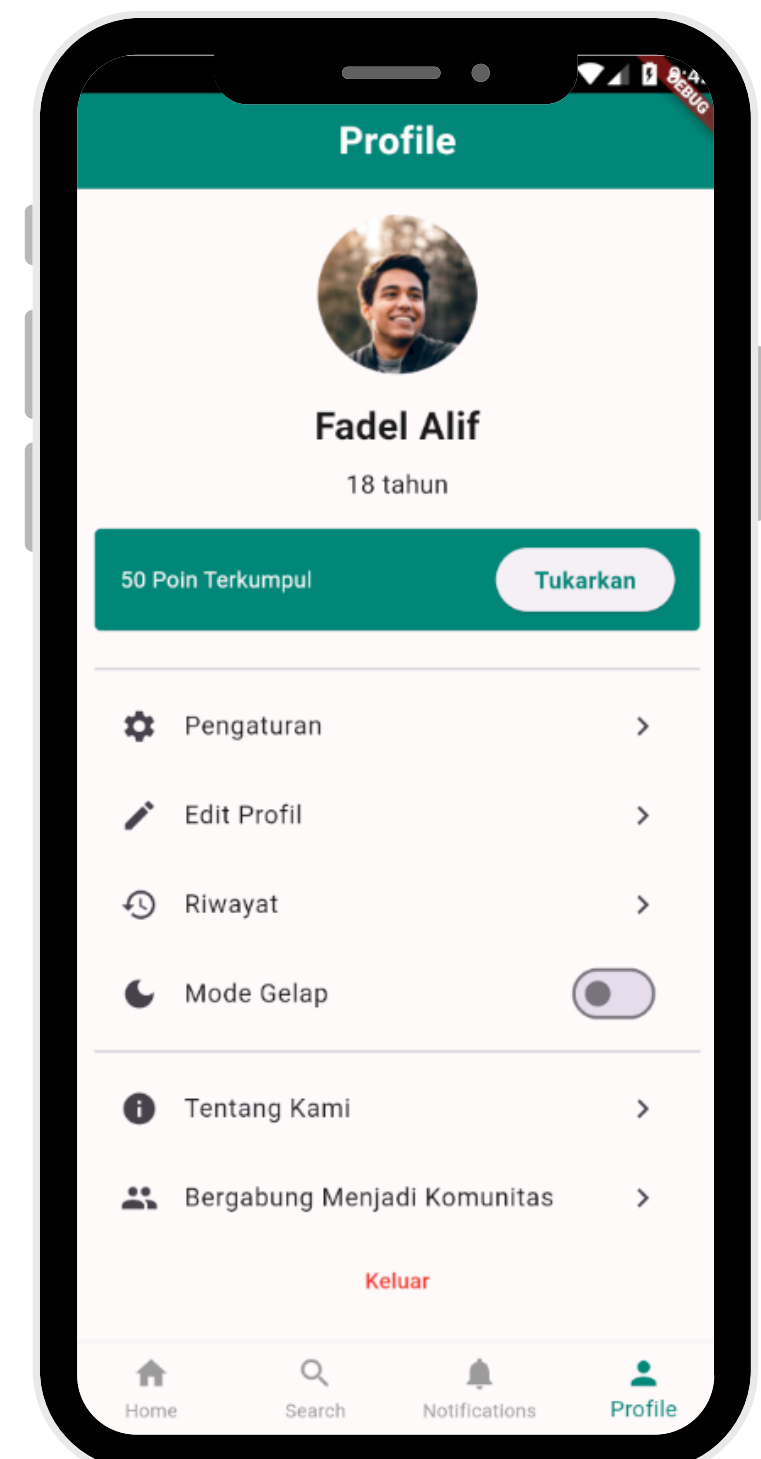 DEBUG
Profile
Fadel Alif
18 tahun
50 Poin Terkumpul
Tukarkan
Pengaturan
Edit Profil
Riwayat
Mode Gelap
Tentang Kami
Bergabung Menjadi Komunitas
Keluar
Home
Search
Notifications
Profile